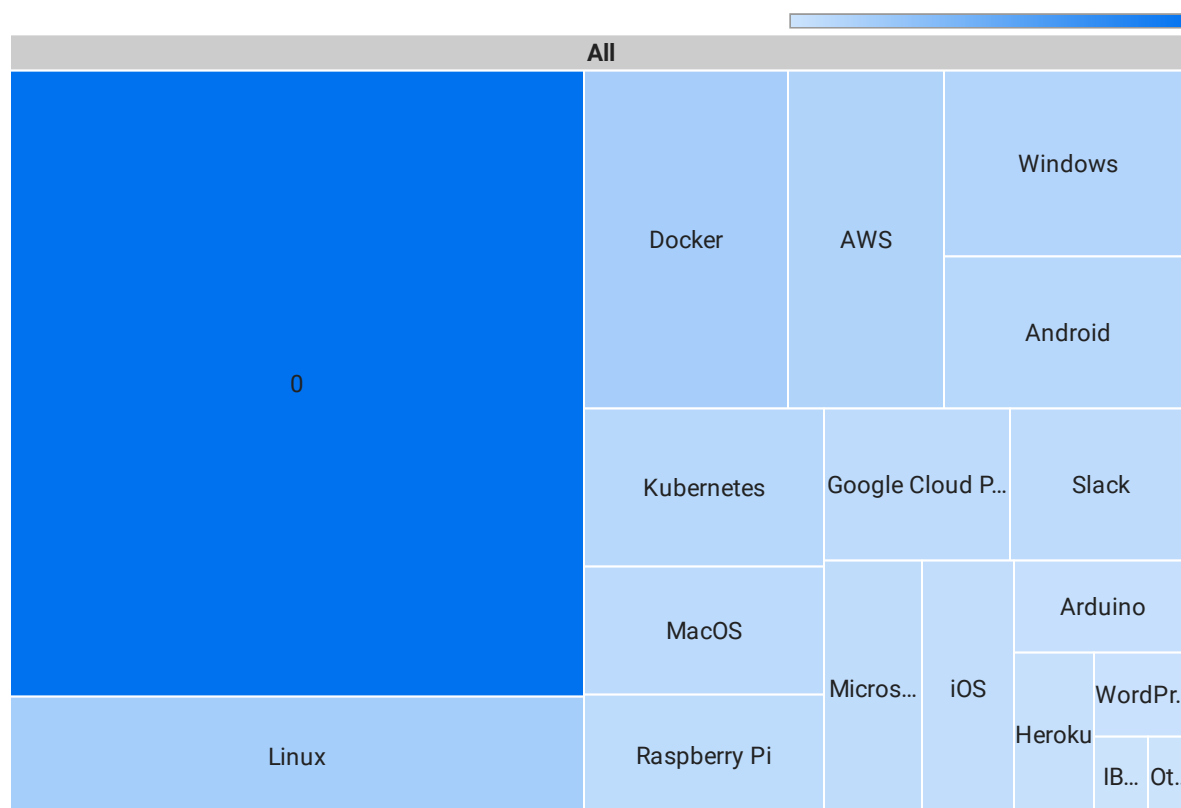 All
0
Linux
Docker
AWS
Windows
Android
Kubernetes
Google Cloud P...
Slack
MacOS
Raspberry Pi
Micros...
iOS
Arduino
Heroku
WordPr..
IB...
Ot..